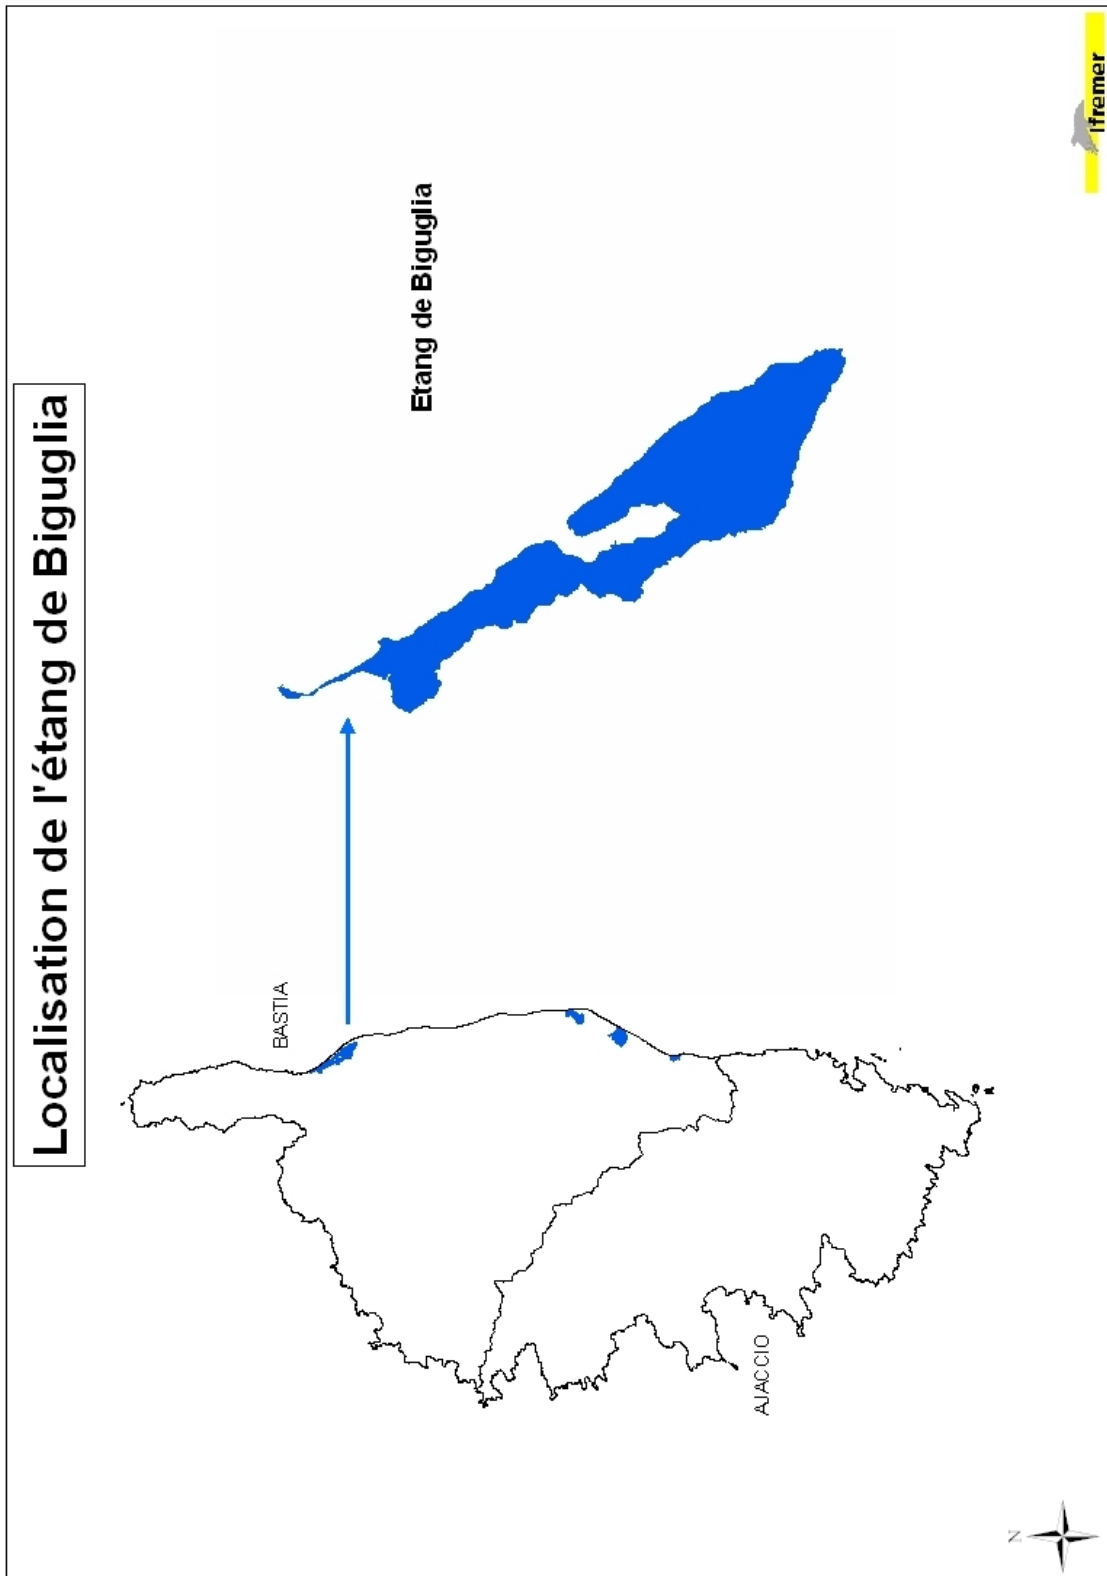 Localisation de l'étang de Biguglia
Etang de Biguglia
BASTIA
AJACCIO
N
Ifremer